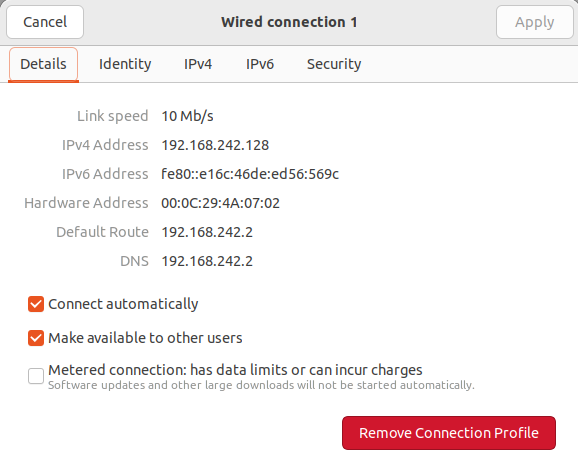 Cancel Wired connection 1 Apply
Details Identity IPv4 IPv6 Security
Link speed 10 Mb/s
IPv4 Address 192.168.242.128
IPv6 Address fe80::e16c:46de:ed56:569c
Hardware Address 00:0C:29:4A:07:02
Default Route 192.168.242.2
DNS 192.168.242.2
Connect automatically
Make available to other users
Metered connection: has data limits or can incur charges
Software updates and other large downloads will not be started automatically.
Remove Connection Profile